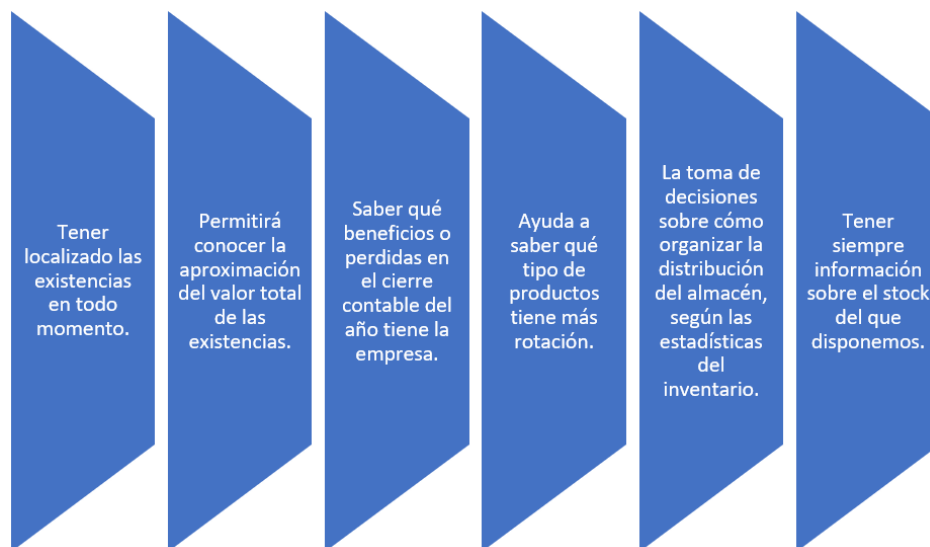 Tener
localizado las
existencias
en todo
momento.
Permitirá
conocer la
aproximación
del valor total
de las
existencias.
Saber qué
beneficios o
perdidas en
el cierre
contable del
año tiene la
empresa.
Ayuda a
saber qué
tipo de
productos
tiene más
rotación.
La toma de
decisiones
sobre cómo
organizar la
distribución
del almacén,
según las
estadísticas
del
inventario.
Tener
siempre
información
sobre el stock
del que
disponemos.